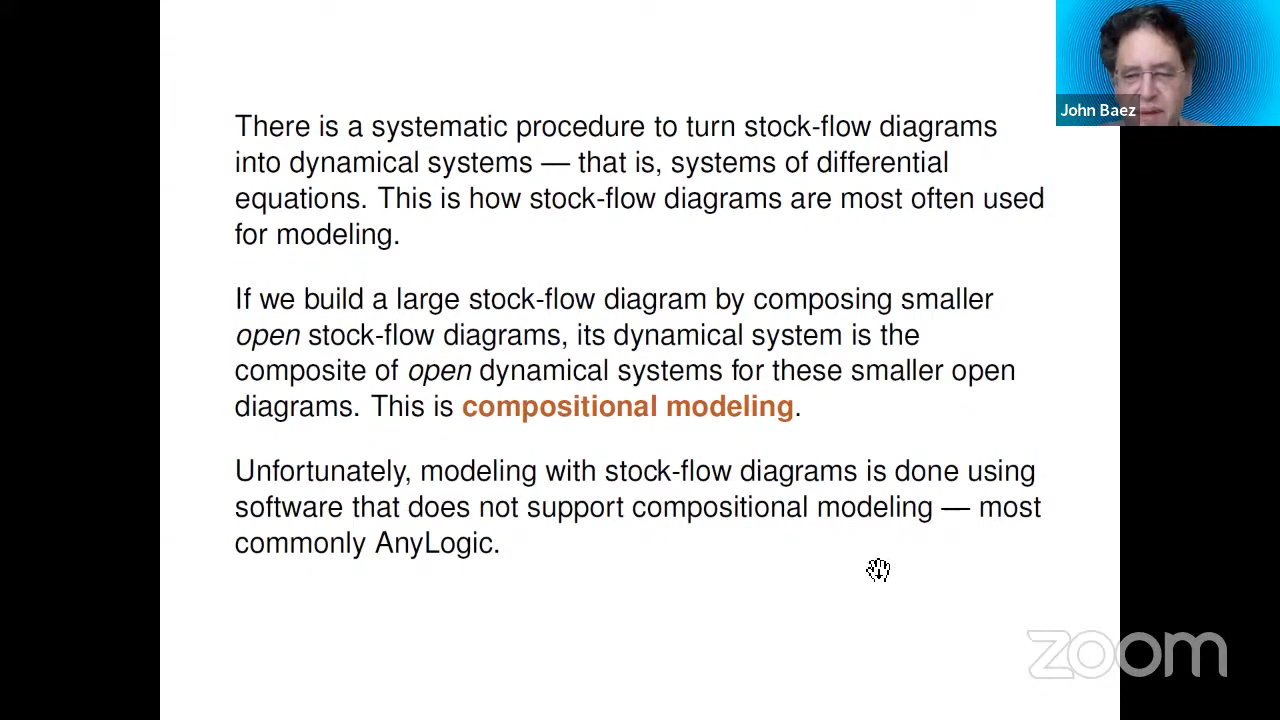 John Baez
There is a systematic procedure to turn stock-flow diagrams
into dynamical systems — that is, systems of differential
equations. This is how stock-flow diagrams are most often used
for modeling.
If we build a large stock-flow diagram by composing smaller
open stock-flow diagrams, its dynamical system is the
composite of open dynamical systems for these smaller open
diagrams. This is compositional modeling.
Unfortunately, modeling with stock-flow diagrams is done using
software that does not support compositional modeling — most
commonly AnyLogic.
zoom